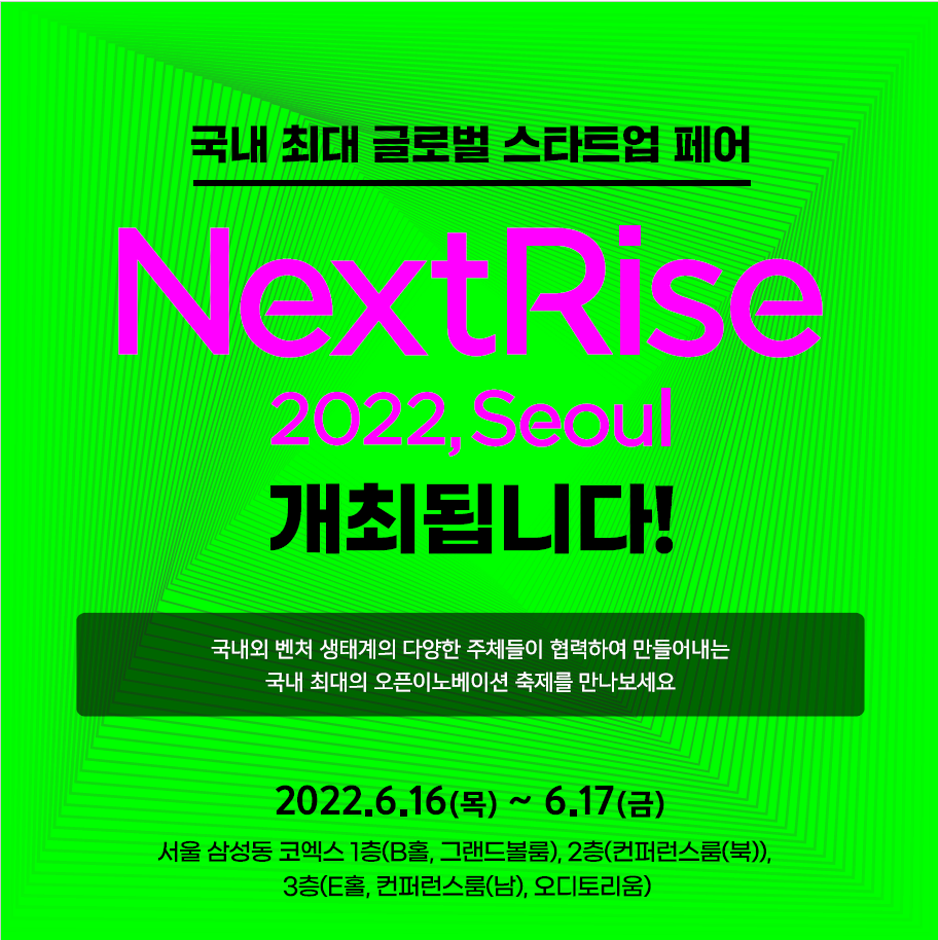 국내 최대 글로벌 스타트업 페어
NextRise
2022, Seoul
개최됩니다!
국내외 벤처 생태계의 다양한 주체들이 협력하여 만들어내는
국내 최대의 오픈이노베이션 축제를 만나보세요
2022.6.16(목) ~ 6.17(금)
서울 삼성동 코엑스 1층(B홀, 그랜드볼룸), 2층(컨퍼런스룸(북)),
3층(E홀, 컨퍼런스룸(남), 오디토리움)